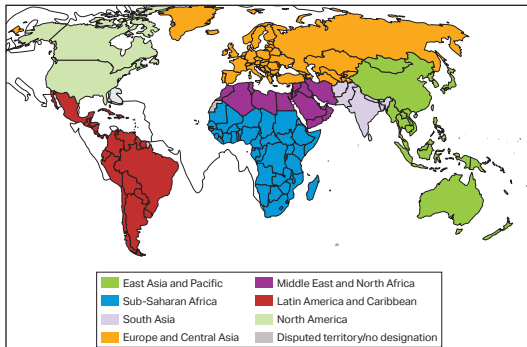 East Asia and Pacific
Sub-Saharan Africa
South Asia
Europe and Central Asia
Middle East and North Africa
Latin America and Caribbean
North America
Disputed territory/no designation